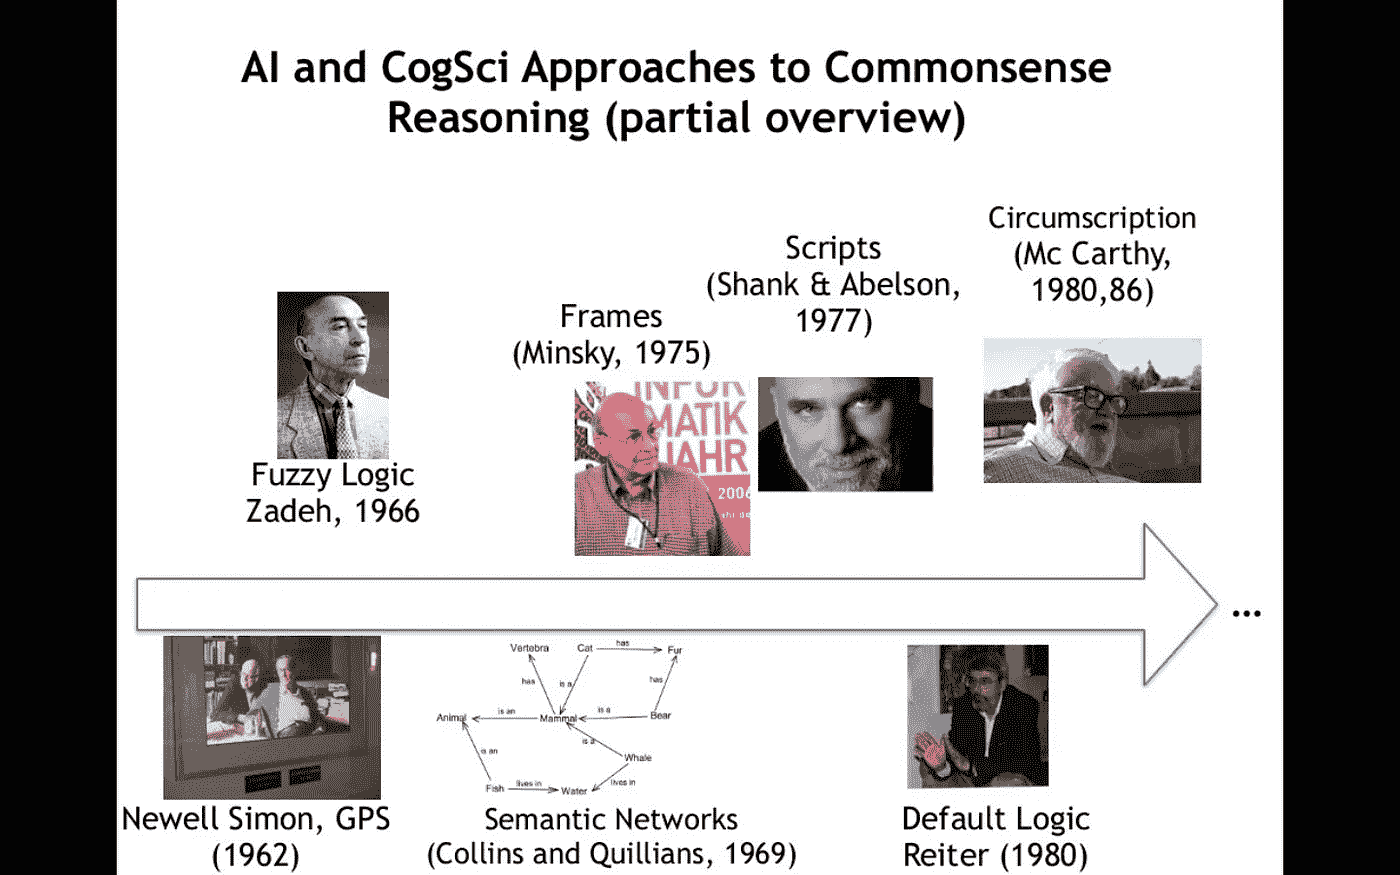 AI and CogSci Approaches to Commonsense
Reasoning (partial overview)
Circumscription
(Mc Carthy,
1980,86)
Scripts
(Shank & Abelson,
1977)
Frames
(Minsky, 1975)
INFOR
MATIK
JAHR
2006
Fuzzy Logic
Zadeh, 1966
...
Vertebra
Cat
has
Fur
has
is a
has
Animal
is an
Mammal
is a
Bear
is an
is a
Whale
Fish
lives in
Water
lives in
Newell Simon, GPS
(1962)
Semantic Networks
(Collins and Quillians, 1969)
Default Logic
Reiter (1980)